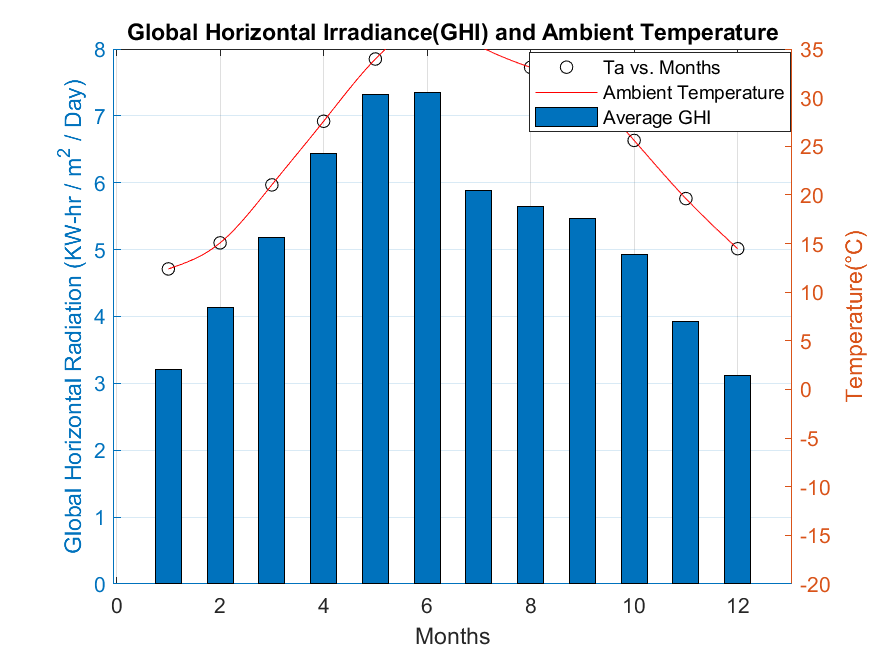 Global Horizontal Irradiance(GHI) and Ambient Temperature
Global Horizontal Radiation (KW-hr / m² / Day)
8
7
6
5
4
3
2
1
0
Ta vs. Months
Ambient Temperature
Average GHI
35
30
25
20
15
10
5
0
-5
-10
-15
-20
Temperature(°C)
0 2 4 6 8 10 12
Months